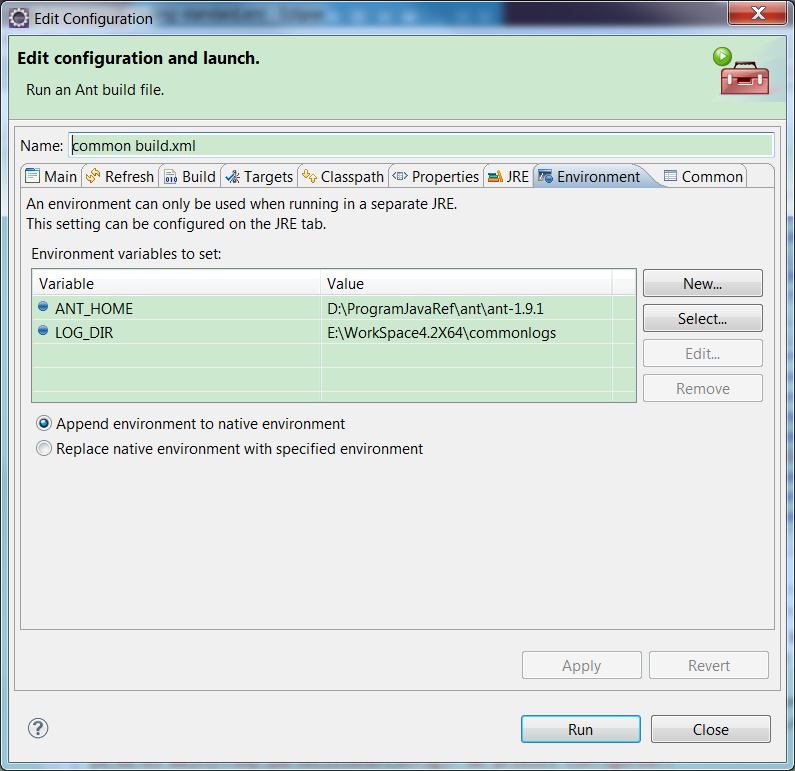 Edit Configuration
Edit configuration and launch.
Run an Ant build file.
Name: common build.xml
Main Refresh Build Targets Classpath Properties JRE Environment Common
An environment can only be used when running in a separate JRE.
This setting can be configured on the JRE tab.
Environment variables to set:
Variable Value
ANT_HOME D:\ProgramJavaRef\ant\ant-1.9.1
LOG_DIR E:\WorkSpace4.2X64\commonlogs
New...
Select...
Edit...
Remove
Append environment to native environment
Replace native environment with specified environment
Apply Revert
Run Close